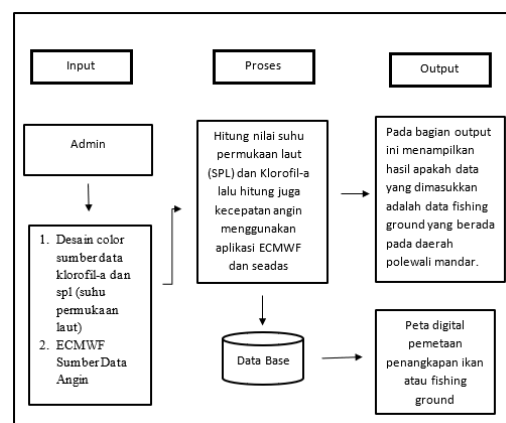 Input
Proses
Output
Admin
1. Desain color
sumber data
klorofil-a dan
spl (suhu
permukaan
laut)
2. ECMWF
Sumber Data
Angin
Hitung nilai suhu
permukaan laut
(SPL) dan Klorofil-a
lalu hitung juga
kecepatan angin
menggunakan
aplikasi ECMWF
dan seadas
Data Base
Pada bagian output
ini menampilkan
hasil apakah data
yang dimasukkan
adalah data fishing
ground yang berada
pada daerah
polewali mandar.
Peta digital
pemetaan
penangkapan ikan
atau fishing
ground